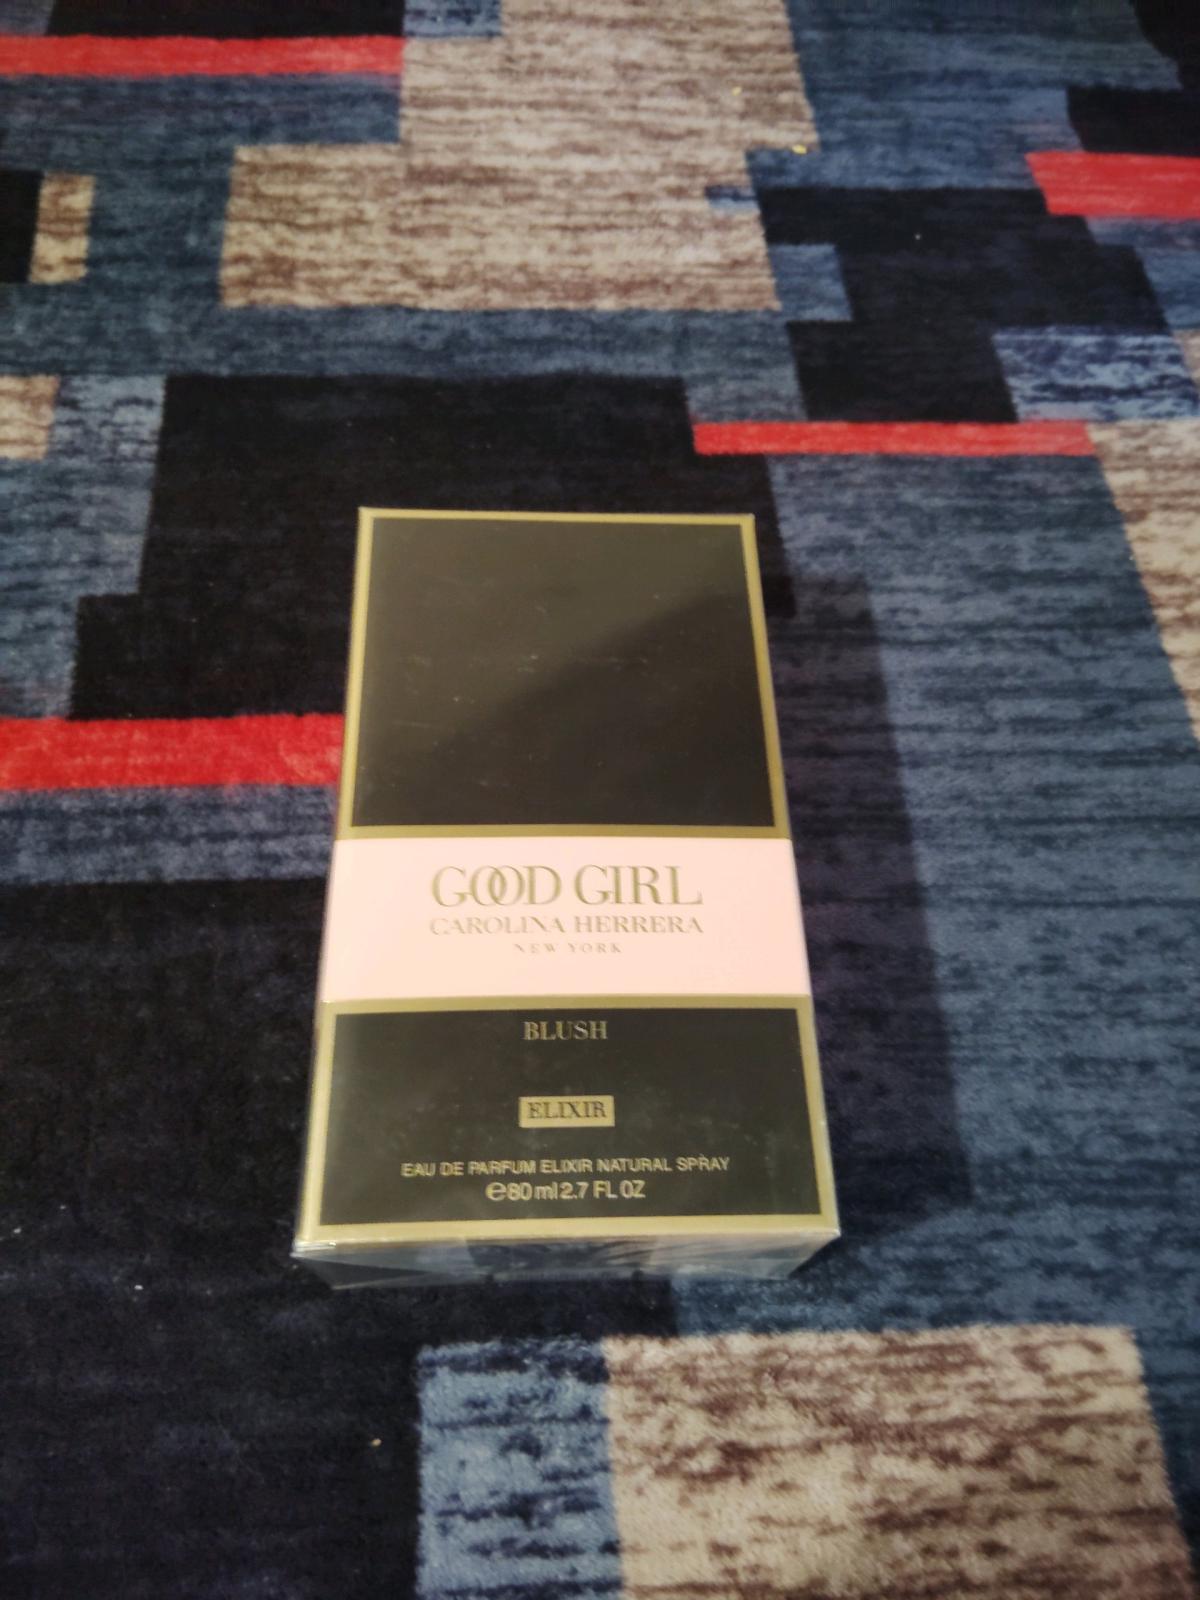 GOOD GIRL
CAROLINA HERRERA
NEW YORK
BLUSH
ELIXIR
EAU DE PARFUM ELIXIR NATURAL SPRAY
℮80 ml 2.7 FL OZ